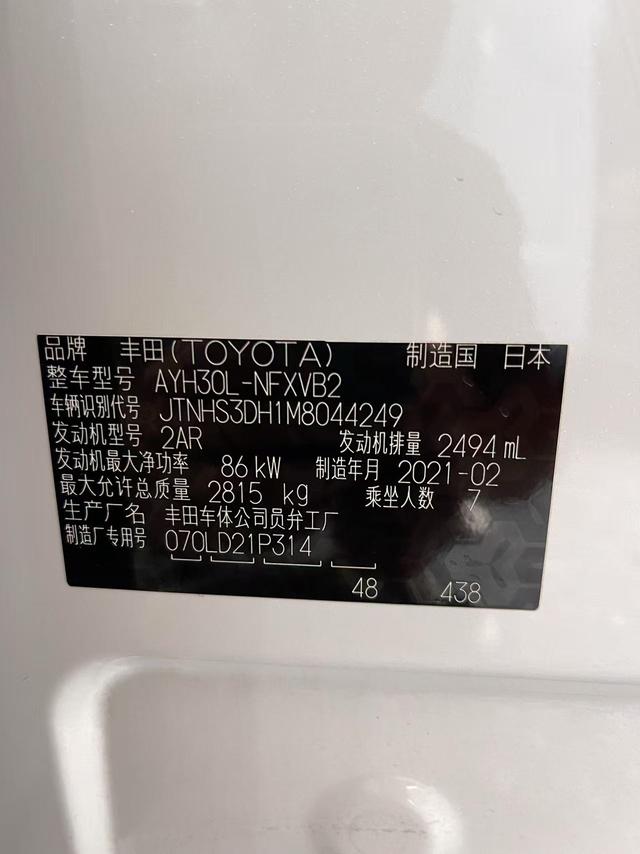 品牌 丰田(TOYOTA) 制造国 日本
整车型号 AYH30L-NFXVB2
车辆识别代号 JTNHS3DH1M8044249
发动机型号 2AR 发动机排量 2494 mL
发动机最大净功率 86 kW 制造年月 2021-02
最大允许总质量 2815 kg 乘坐人数 7
生产厂名 丰田车体公司员弁工厂
制造厂专用号 070LD21P314
48 438